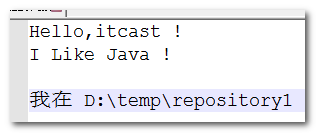 Hello,itcast !
I Like Java !
我在 D:\temp\repository1